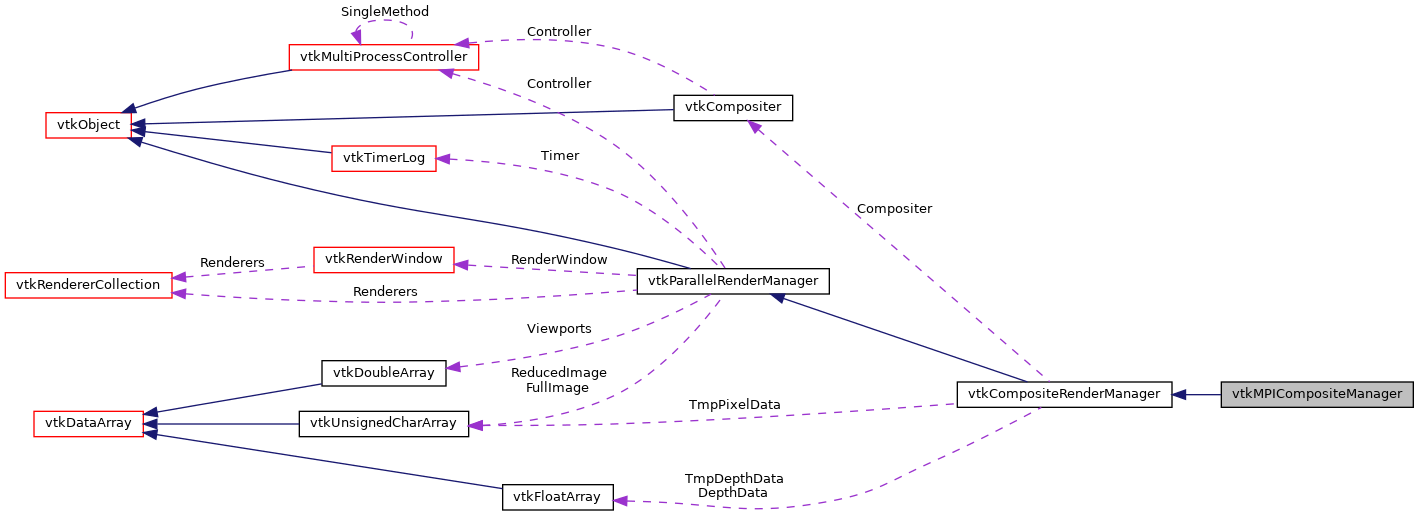 SingleMethod
Controller
vtkMultiProcessController
Controller
vtkCompositer
vtkObject
Timer
vtkTimerLog
Compositer
vtkRenderWindow
RenderWindow
Renderers
vtkRendererCollection
vtkParallelRenderManager
Renderers
Viewports
vtkDoubleArray
ReducedImage
FullImage
vtkCompositeRenderManager
vtkMPICompositeManager
TmpPixelData
vtkDataArray
vtkUnsignedCharArray
TmpDepthData
DepthData
vtkFloatArray